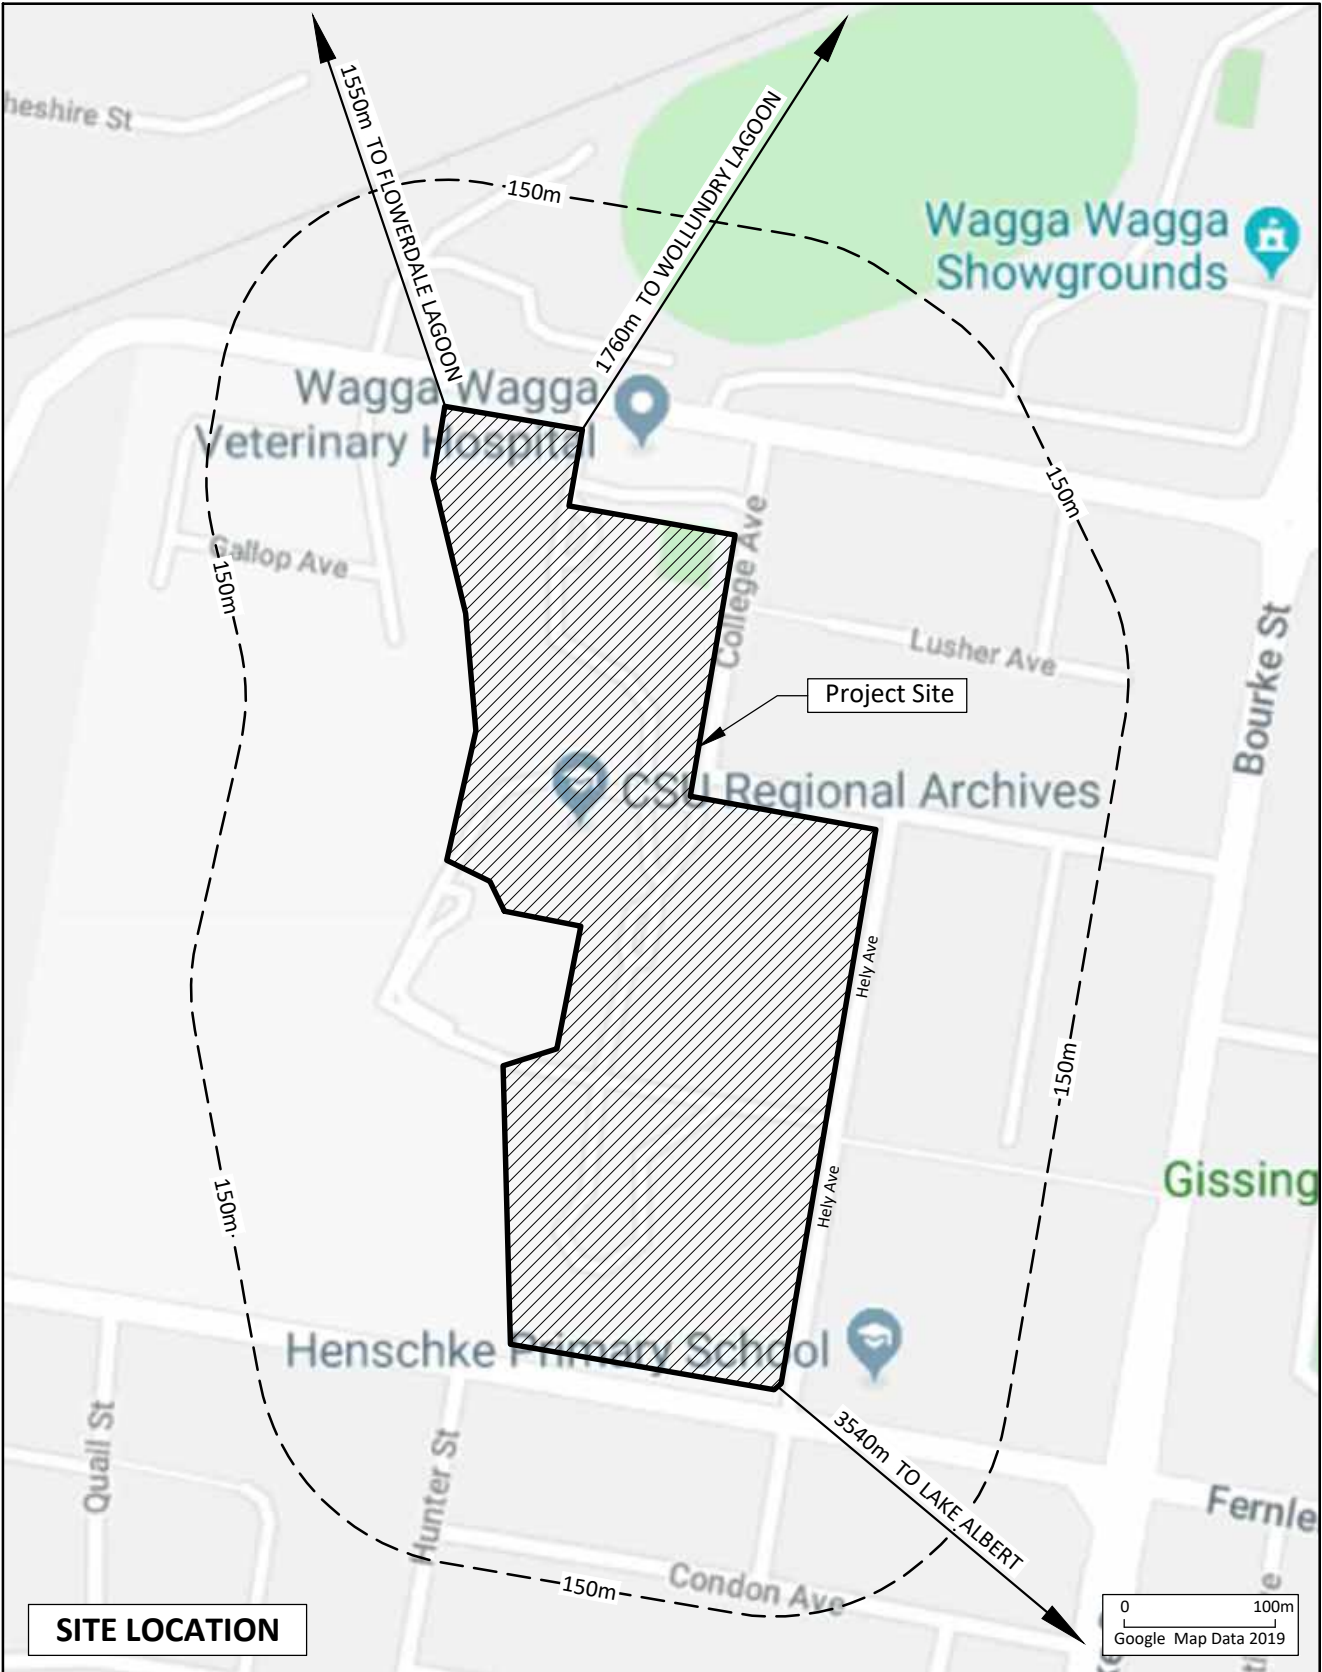 heshire St
1550m TO FLOWERDALE LAGOON
1760m TO WOLLUNDRY LAGOON
150m
Wagga Wagga
Showgrounds
Wagga Wagga
Veterinary Hospital
150m
College Ave
Gallop Ave
150m
Lusher Ave
Bourke St
Project Site
CSU Regional Archives
Hely Ave
150m
Hely Ave
Gissing
150m
Henschke Primary School
Quail St
Hunter St
3540m TO LAKE ALBERT
Fernle
150m
Condon Ave
SITE LOCATION
0 100m
Google Map Data 2019